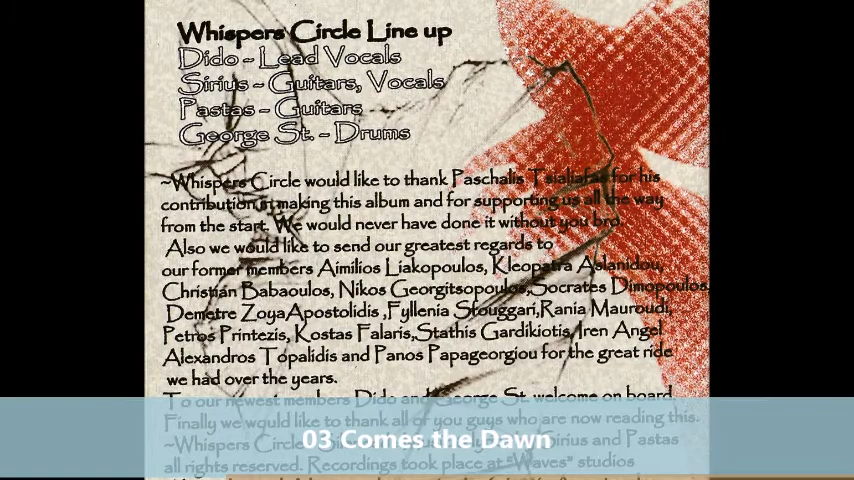 Whispers Circle Line up
Dido ~ Lead Vocals
Sirius ~ Guitars, Vocals
Pastas ~ Guitars
George St. ~ Drums
~Whispers Circle would like to thank Paschalis for his
contribution in making this album and for supporting us all the way
from the start. We would never have done it without you bro.
Also we would like to send our greatest regards to
our former members Aimilios Liakopoulos, Kleopatra Aslanidou,
Christian Babaoulos, Nikos Georgitsopoulos,Socrates Dimopoulos,
Demetre ZoyaApostolidis ,Fyllenia Sfouggari,Rania Mauroudi,
Petros Printezis, Kostas Falaris,Stathis Gardikiotis, Iren Angel
Alexandros Topalidis and Panos Papageorgiou for the great ride
we had over the years.
To our newest members Dido and George St. welcome on board
Finally we would like to thank all of you guys who are now reading this.
~Whispers Circle Sirius and Pastas
03 Comes the Dawn
all rights reserved. Recordings took place at "Waves" studios